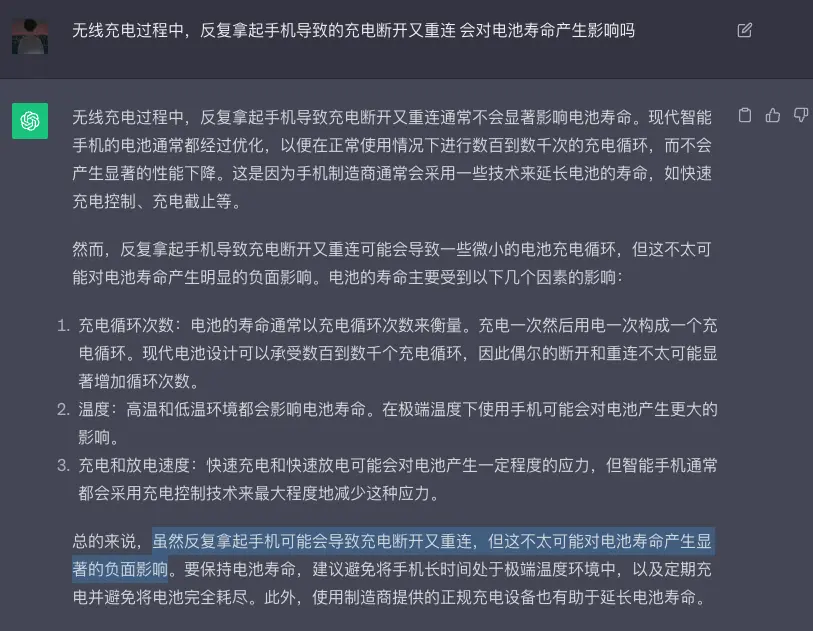 无线充电过程中，反复拿起手机导致的充电断开又重连 会对电池寿命产生影响吗
无线充电过程中，反复拿起手机导致充电断开又重连通常不会显著影响电池寿命。现代智能
手机的电池通常都经过优化，以便在正常使用情况下进行数百到数千次的充电循环，而不会
产生显著的性能下降。这是因为手机制造商通常会采用一些技术来延长电池的寿命，如快速
充电控制、充电截止等。
然而，反复拿起手机导致充电断开又重连可能会导致一些微小的电池充电循环，但这不太可
能对电池寿命产生明显的负面影响。电池的寿命主要受到以下几个因素的影响：
1. 充电循环次数：电池的寿命通常以充电循环次数来衡量。充电一次然后用电一次构成一个充
电循环。现代电池设计可以承受数百到数千个充电循环，因此偶尔的断开和重连不太可能显
著增加循环次数。
2. 温度：高温和低温环境都会影响电池寿命。在极端温度下使用手机可能会对电池产生更大的
影响。
3. 充电和放电速度：快速充电和快速放电可能会对电池产生一定程度的应力，但智能手机通常
都会采用充电控制技术来最大程度地减少这种应力。
总的来说，虽然反复拿起手机可能会导致充电断开又重连，但这不太可能对电池寿命产生显
著的负面影响。要保持电池寿命，建议避免将手机长时间处于极端温度环境中，以及定期充
电并避免将电池完全耗尽。此外，使用制造商提供的正规充电设备也有助于延长电池寿命。